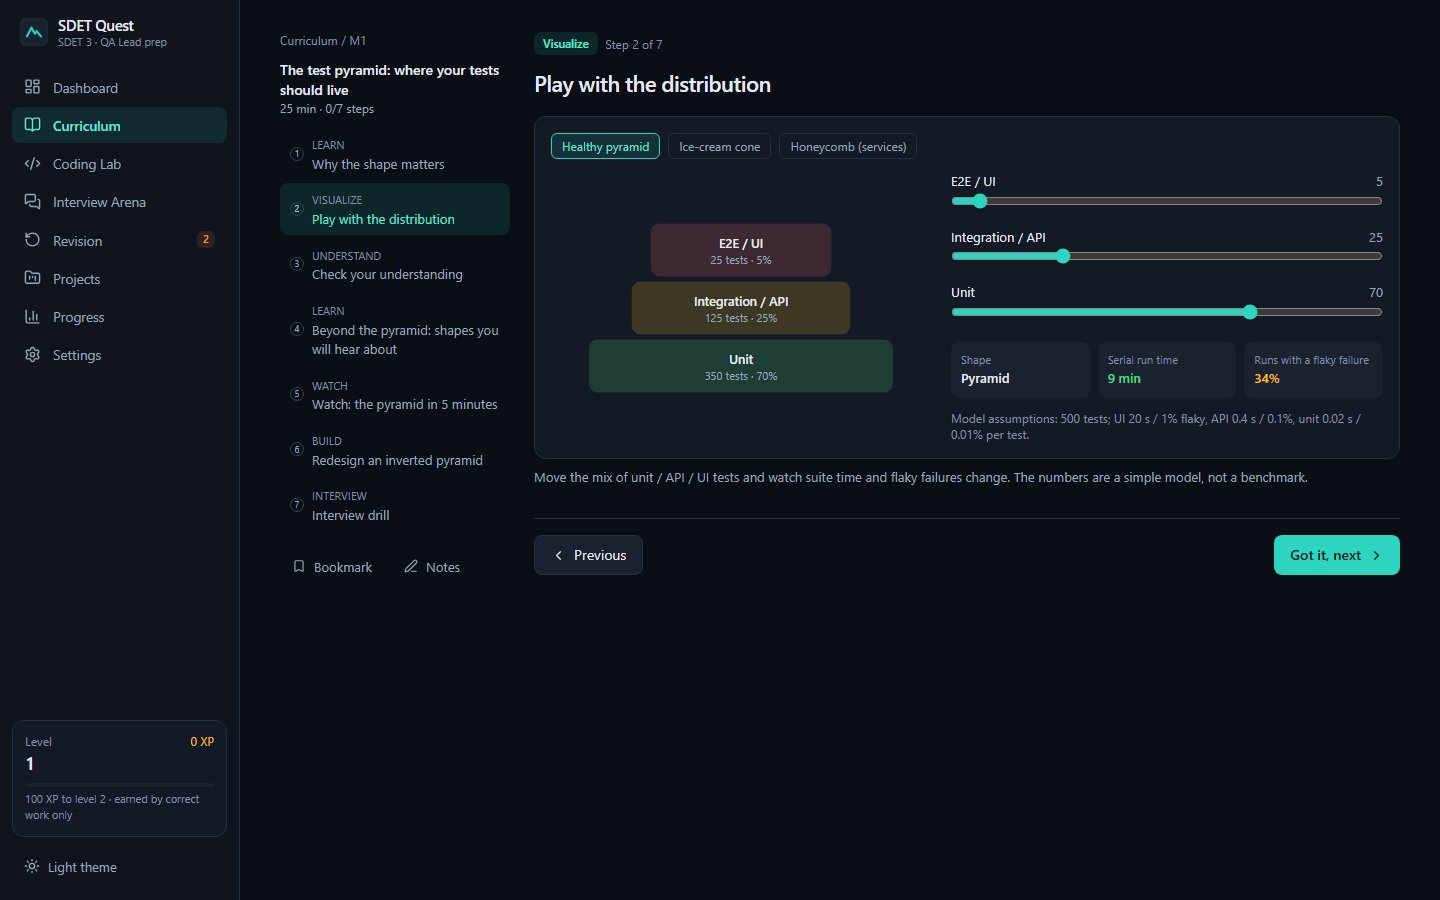 SDET Quest
SDET 3 · QA Lead prep
Dashboard
Curriculum
Coding Lab
Interview Arena
Revision
2
Projects
Progress
Settings
Level
0 XP
1
100 XP to level 2 · earned by correct
work only
Light theme
Curriculum / M1
The test pyramid: where your tests
should live
25 min · 0/7 steps
1
LEARN
Why the shape matters
2
VISUALIZE
Play with the distribution
3
UNDERSTAND
Check your understanding
4
LEARN
Beyond the pyramid: shapes you
will hear about
5
WATCH
Watch: the pyramid in 5 minutes
6
BUILD
Redesign an inverted pyramid
7
INTERVIEW
Interview drill
Bookmark
Notes
Visualize
Step 2 of 7
Play with the distribution
Healthy pyramid
Ice-cream cone
Honeycomb (services)
E2E / UI
25 tests · 5%
Integration / API
125 tests · 25%
Unit
350 tests · 70%
E2E / UI
5
Integration / API
25
Unit
70
Shape
Pyramid
Serial run time
9 min
Runs with a flaky failure
34%
Model assumptions: 500 tests; UI 20 s / 1% flaky, API 0.4 s / 0.1%, unit 0.02 s /
0.01% per test.
Move the mix of unit / API / UI tests and watch suite time and flaky failures change. The numbers are a simple model, not a benchmark.
Previous
Got it, next